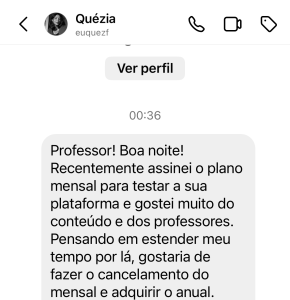 Quézia
euquezf
Ver perfil
00:36
Professor! Boa noite!
Recentemente assinei o plano
mensal para testar a sua
plataforma e gostei muito do
conteúdo e dos professores.
Pensando em estender meu
tempo por lá, gostaria de
fazer o cancelamento do
mensal e adquirir o anual.